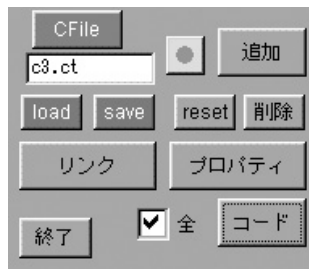 CFile
c3.ct
追加
load save reset 削除
リンク プロパティ
終了 全 コード